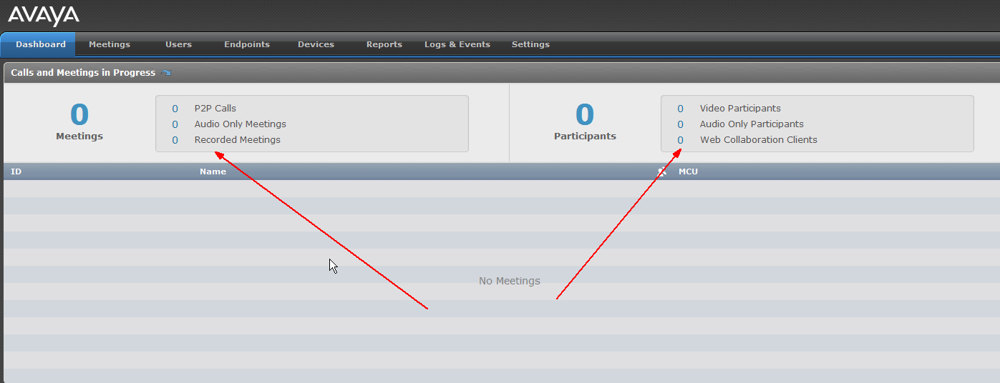 AVAYA
Dashboard Meetings Users Endpoints Devices Reports Logs & Events Settings
Calls and Meetings in Progress
0
Meetings
0 P2P Calls
0 Audio Only Meetings
0 Recorded Meetings
0
Participants
0 Video Participants
0 Audio Only Participants
0 Web Collaboration Clients
ID Name MCU
No Meetings